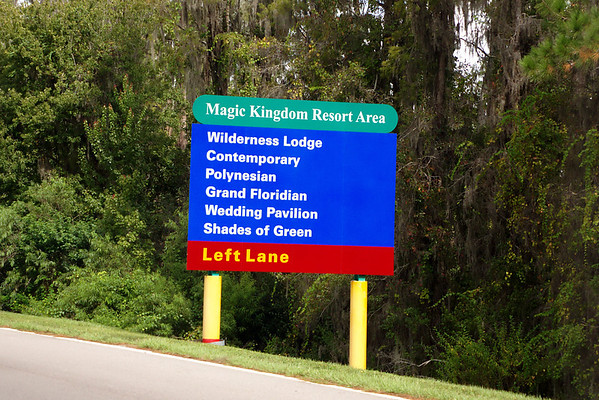 Magic Kingdom Resort Area
Wilderness Lodge
Contemporary
Polynesian
Grand Floridian
Wedding Pavilion
Shades of Green
Left Lane